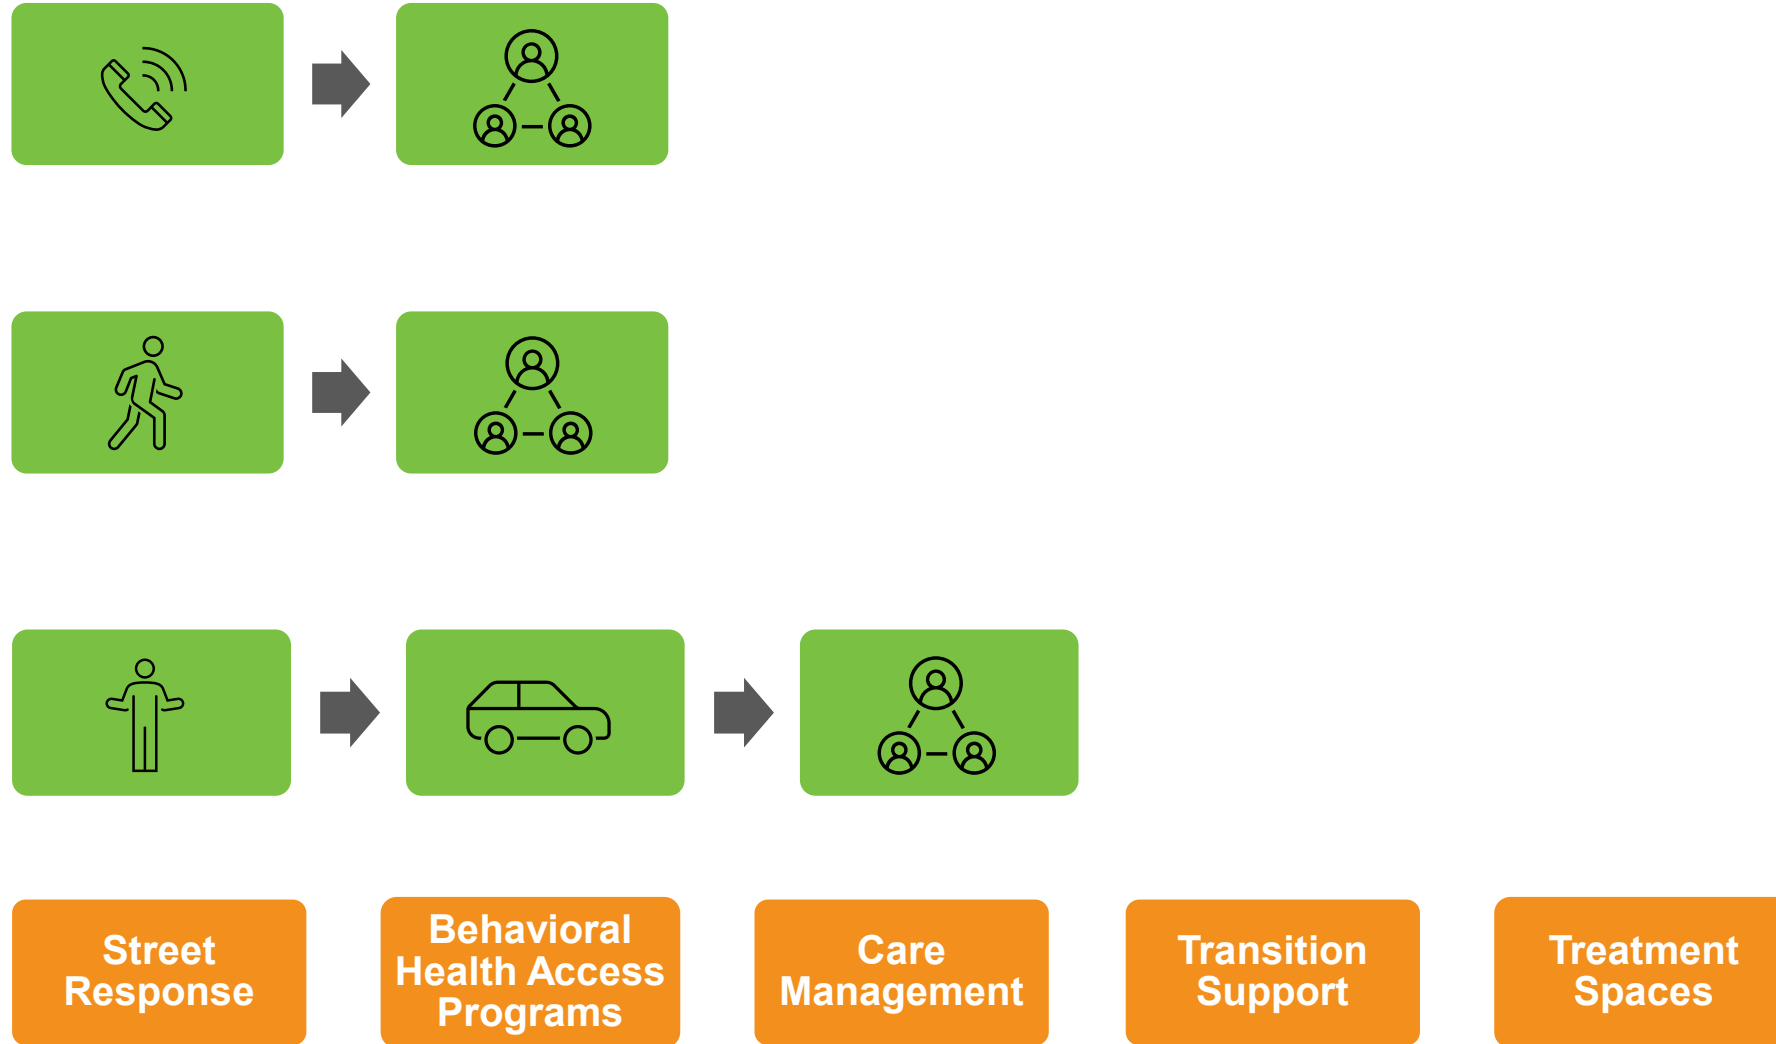 Street
Response
Behavioral
Health Access
Programs
Care
Management
Transition
Support
Treatment
Spaces